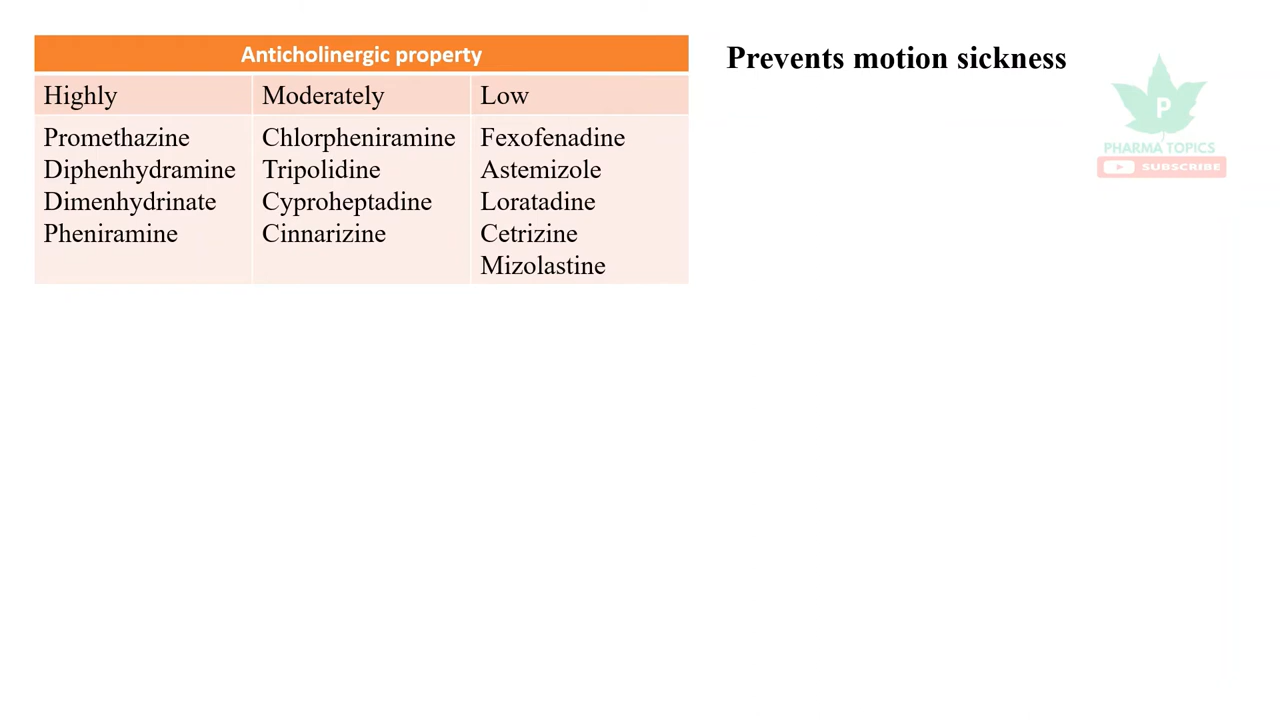 Anticholinergic property
Highly Moderately Low
Promethazine Chlorpheniramine Fexofenadine
Diphenhydramine Tripolidine Astemizole
Dimenhydrinate Cyproheptadine Loratadine
Pheniramine Cinnarizine Cetrizine
Mizolastine
Prevents motion sickness
P
PHARMA TOPICS
SUBSCRIBE